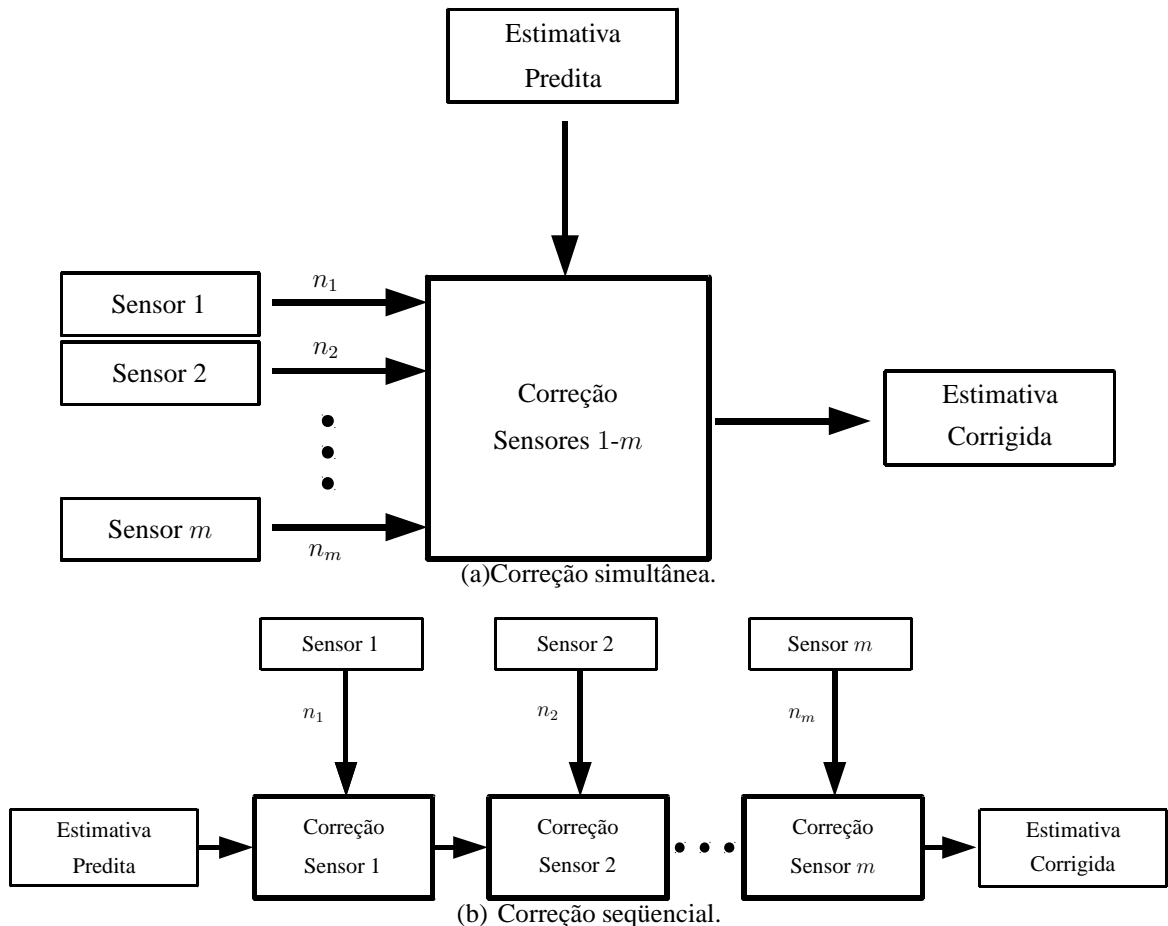 Estimativa
Predita
Sensor 1
n₁
Sensor 2
n₂
Sensor m
nₘ
Correção
Sensores 1-m
Estimativa
Corrigida
(a)Correção simultânea.
Sensor 1
Sensor 2
Sensor m
n₁
n₂
nₘ
Estimativa
Predita
Correção
Sensor 1
Correção
Sensor 2
Correção
Sensor m
Estimativa
Corrigida
(b) Correção seqüencial.